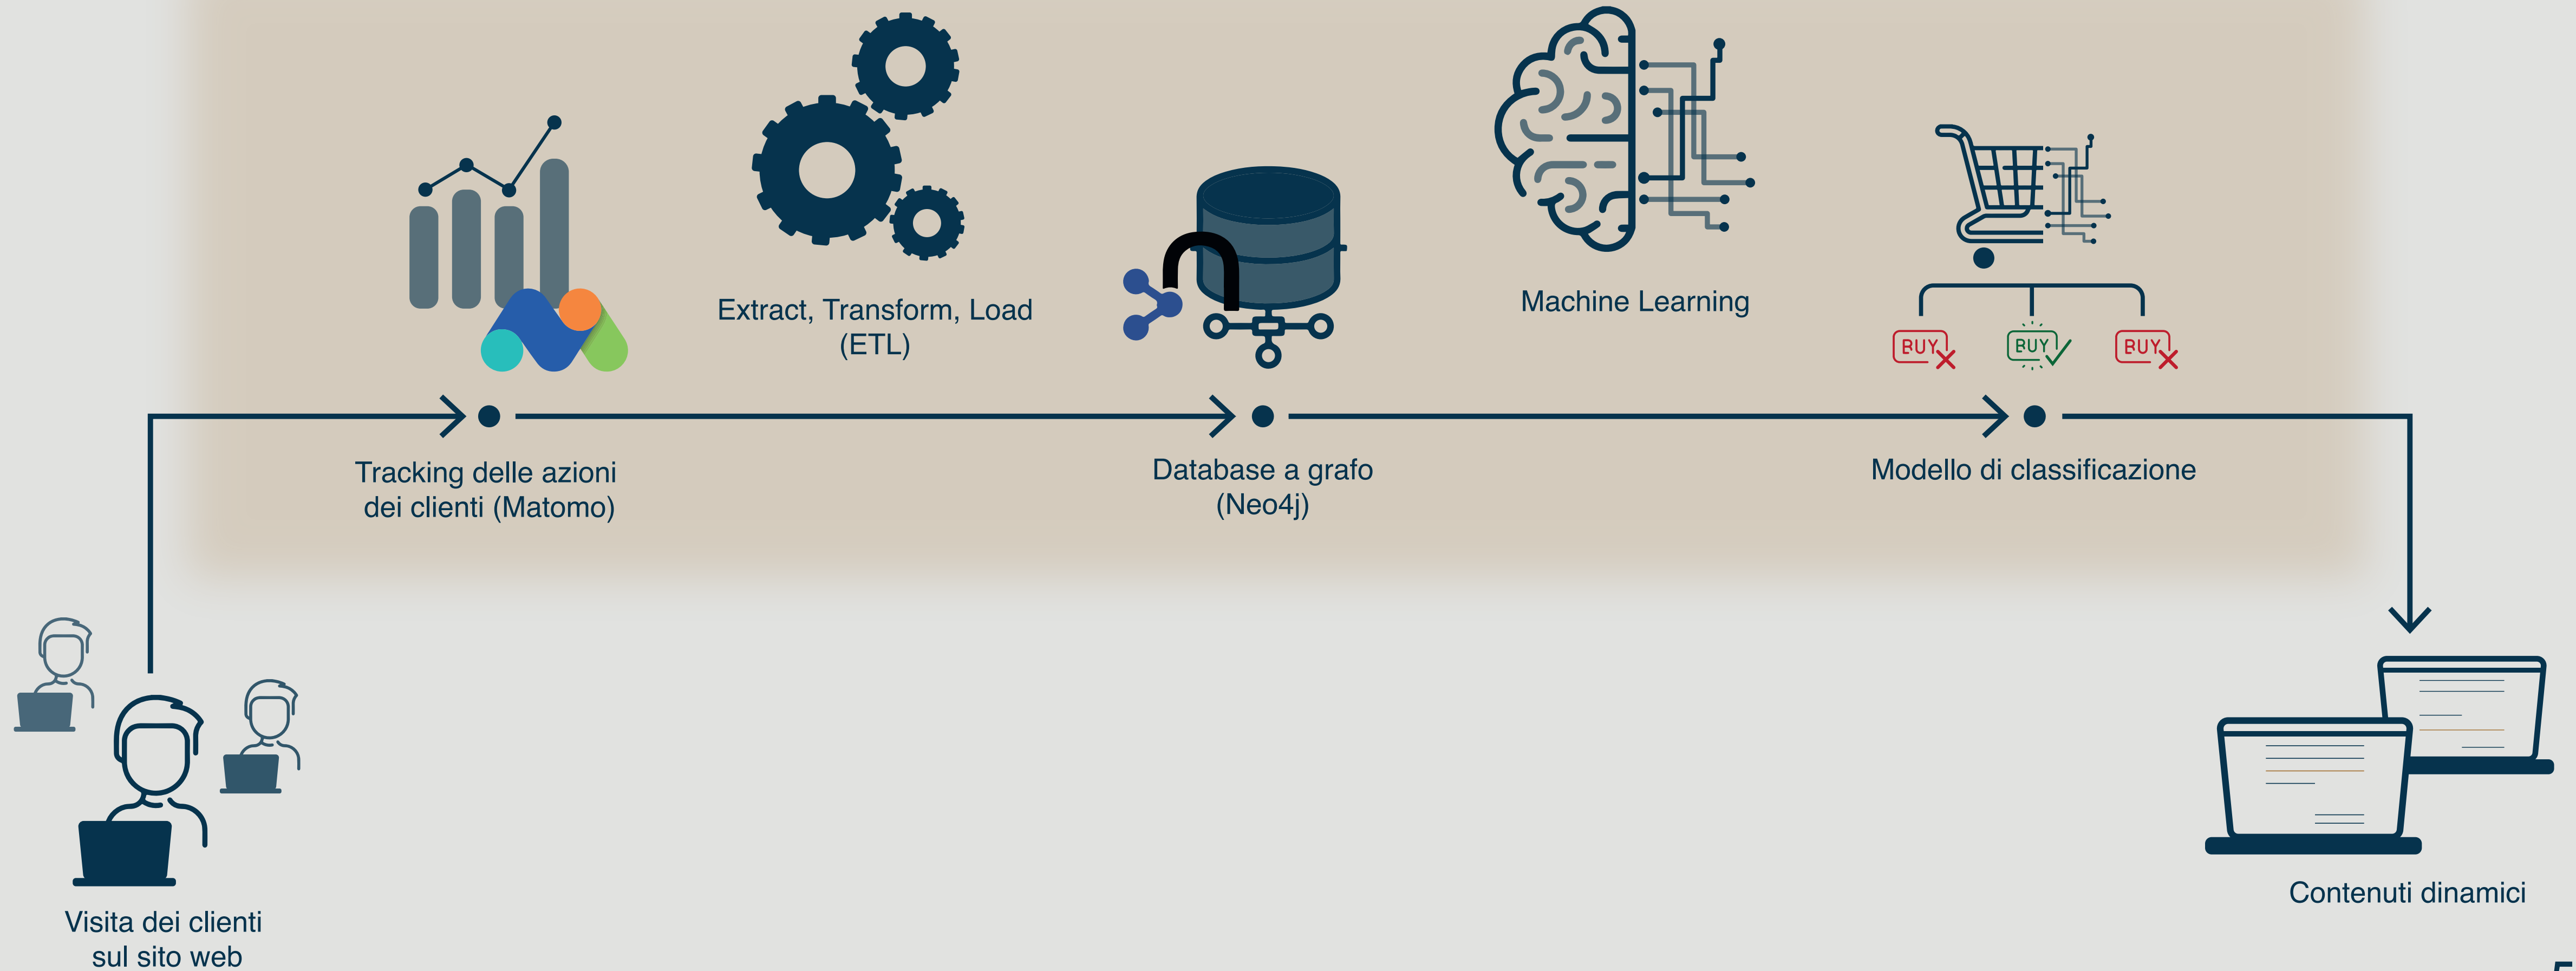 Extract, Transform, Load
(ETL)
Machine Learning
BUY
BUY
BUY
Tracking delle azioni
dei clienti (Matomo)
Database a grafo
(Neo4j)
Modello di classificazione
Visita dei clienti
sul sito web
Contenuti dinamici